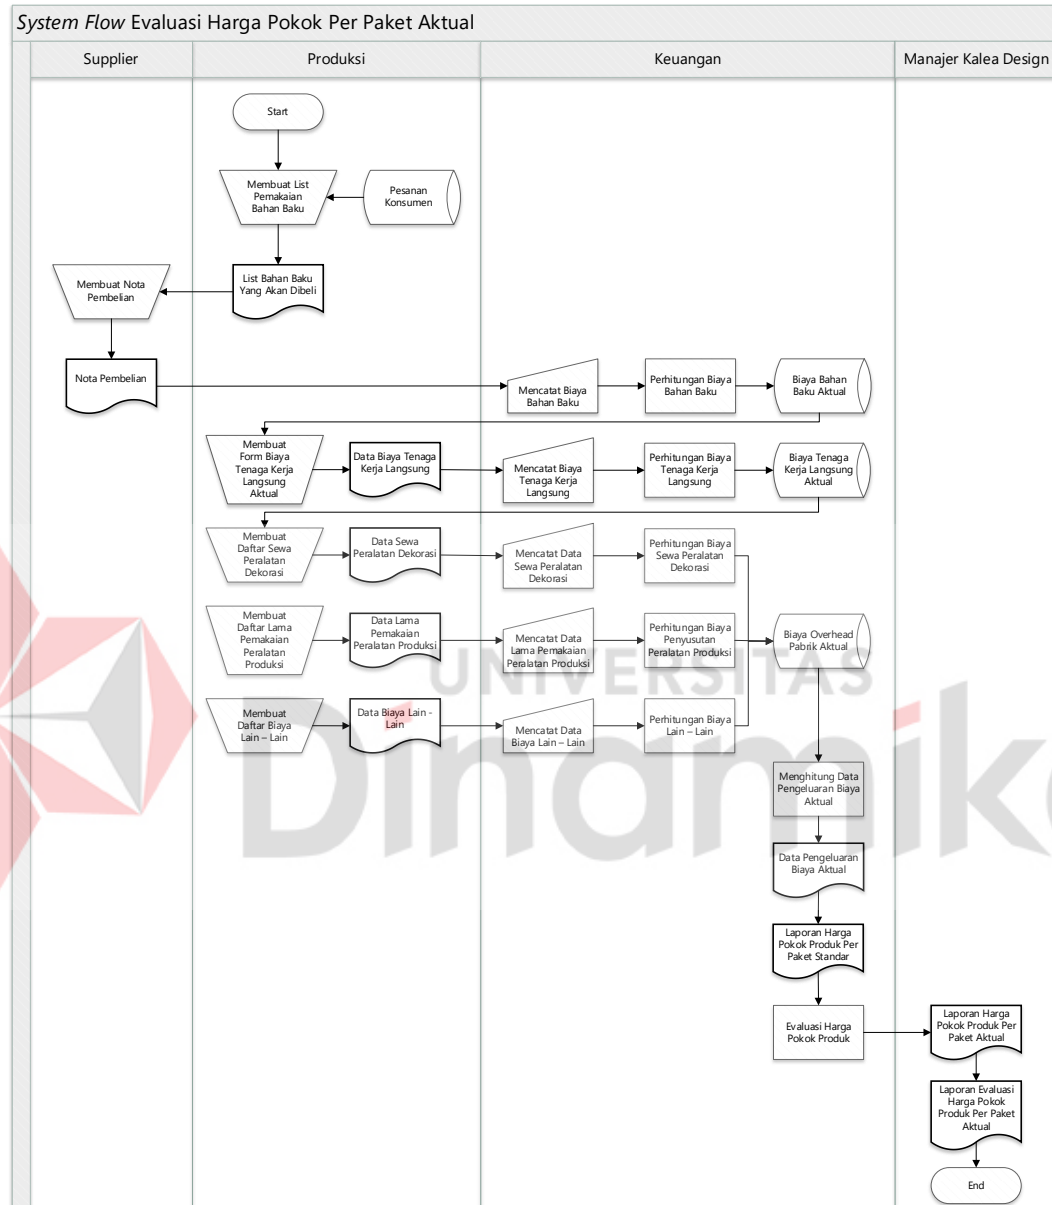 System Flow Evaluasi Harga Pokok Per Paket Aktual
Supplier
Produksi
Keuangan
Manajer Kalea Design
Start
Membuat List
Pemakaian
Bahan Baku
Pesanan
Konsumen
Membuat Nota
Pembelian
List Bahan Baku
Yang Akan Dibeli
Nota Pembelian
Mencatat Biaya
Bahan Baku
Perhitungan Biaya
Bahan Baku
Biaya Bahan
Baku Aktual
Membuat
Form Biaya
Tenaga Kerja
Langsung
Aktual
Data Biaya Tenaga
Kerja Langsung
Mencatat Biaya
Tenaga Kerja
Langsung
Perhitungan Biaya
Tenaga Kerja
Langsung
Biaya Tenaga
Kerja Langsung
Aktual
Membuat
Daftar Sewa
Peralatan
Dekorasi
Data Sewa
Peralatan Dekorasi
Mencatat Data
Sewa Peralatan
Dekorasi
Perhitungan Biaya
Sewa Peralatan
Dekorasi
Membuat
Daftar Lama
Pemakaian
Peralatan
Produksi
Data Lama
Pemakaian
Peralatan Produksi
Mencatat Data
Lama Pemakaian
Peralatan Produksi
Perhitungan Biaya
Penyusutan
Peralatan Produksi
Biaya Overhead
Pabrik Aktual
UNIVERSITAS
Dinamika
Membuat
Daftar Biaya
Lain – Lain
Data Biaya Lain -
Lain
Mencatat Data
Biaya Lain – Lain
Perhitungan Biaya
Lain – Lain
Menghitung Data
Pengeluaran Biaya
Aktual
Data Pengeluaran
Biaya Aktual
Laporan Harga
Pokok Produk Per
Paket Standar
Evaluasi Harga
Pokok Produk
Laporan Harga
Pokok Produk Per
Paket Aktual
Laporan Evaluasi
Harga Pokok
Produk Per Paket
Aktual
End